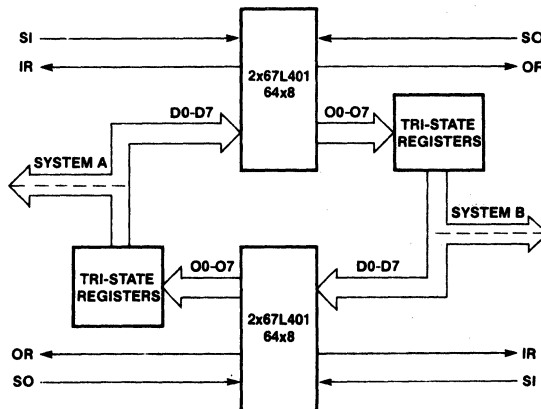 SI
SO
IR
OR
2x67L401
64x8
D0-D7
O0-O7
TRI-STATE
REGISTERS
SYSTEM A
SYSTEM B
O0-O7
D0-D7
TRI-STATE
REGISTERS
2x67L401
64x8
OR
IR
SO
SI